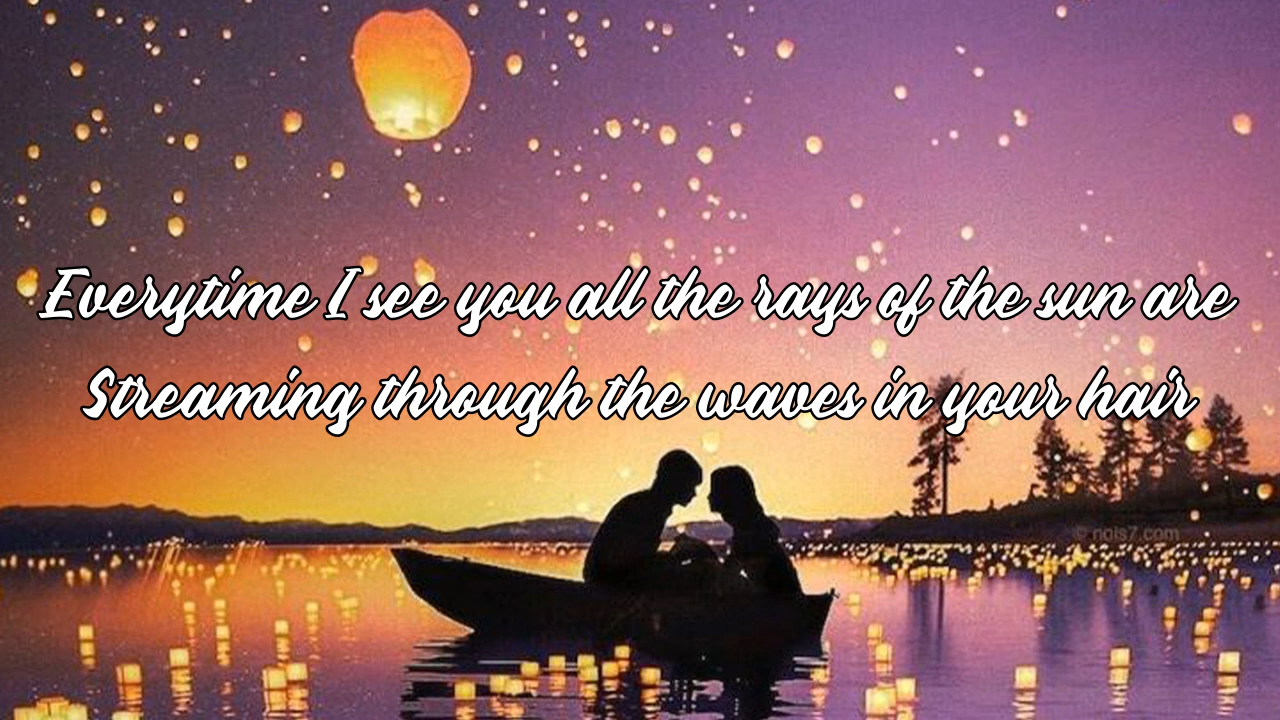 Everytime I see you all the rays of the sun are
Streaming through the waves in your hair
© nois7.com